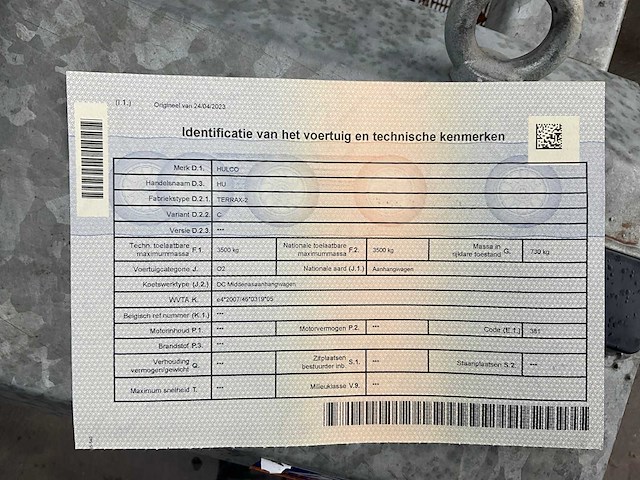 (I.1.) Origineel van 24/04/2023
Identificatie van het voertuig en technische kenmerken
Merk D.1. HULCO
Handelsnaam D.3. HU
Fabriekstype D.2.1. TERRAX-2
Variant D.2.2. C
Versie D.2.3. ***
Techn. toelaatbare maximummassa F.1. 3500 kg Nationale toelaatbare maximummassa F.2. 3500 kg Massa in rijklare toestand G. 730 kg
Voertuigcategorie J. O2 Nationale aard (J.1.) Aanhangwagen
Koetswerktype (J.2.) DC Middenasaanhangwagen
WVTA K. e4*2007/46*0319*05
Belgisch ref nummer (K.1.) ***
Motorinhoud P.1. *** Motorvermogen P.2. *** Code (E.1.) 381
Brandstof P.3. ***
Verhouding vermogen/gewicht Q. *** Zitplaatsen bestuurder inb. S.1. *** Staanplaatsen S.2. ***
Maximum snelheid T. *** Milieuklasse V.9. ***